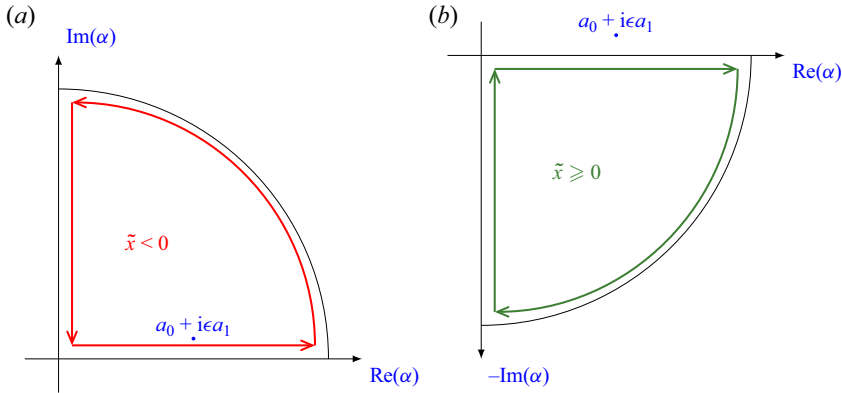 (a)
Im(α)
x̃ < 0
a₀ + iϵa₁
Re(α)
(b)
a₀ + iϵa₁
Re(α)
x̃ ⩾ 0
–Im(α)